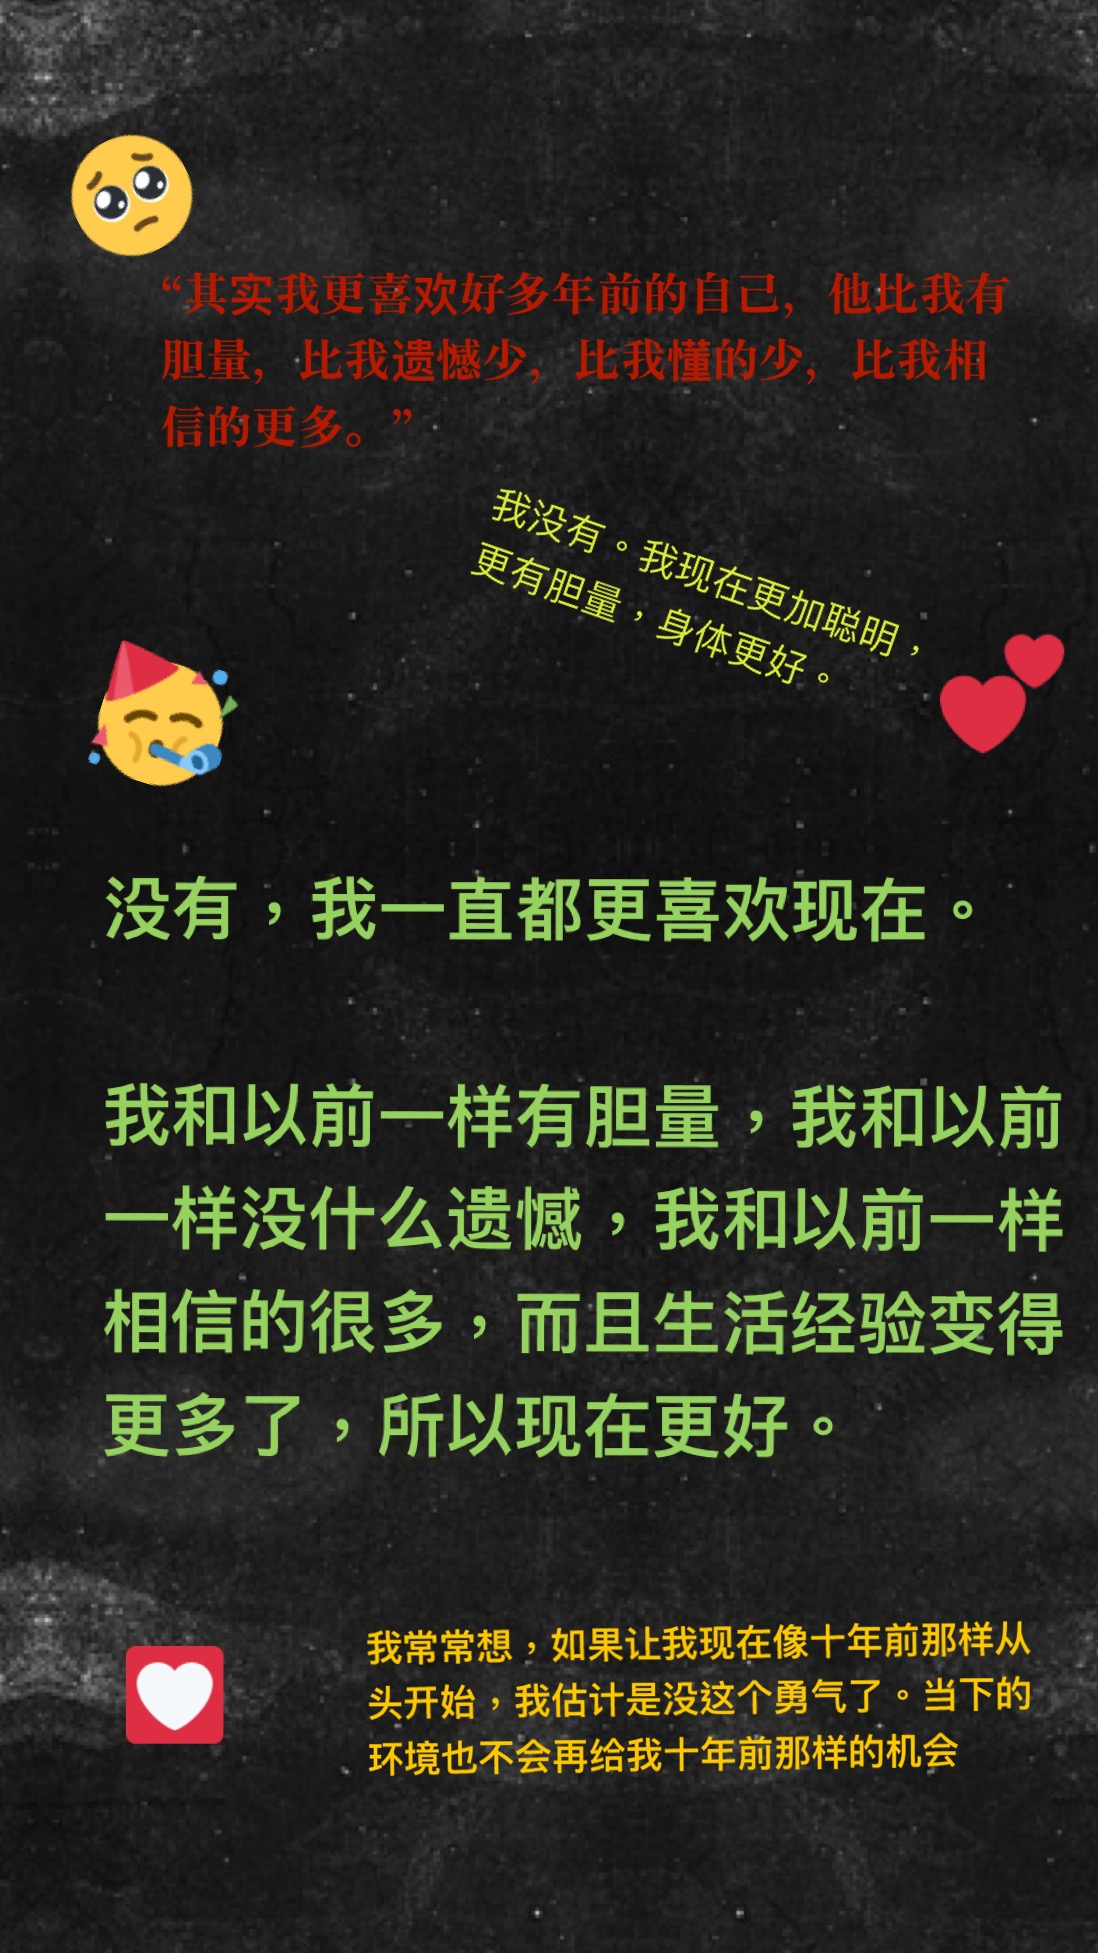 “其实我更喜欢好多年前的自己，他比我有
胆量，比我遗憾少，比我懂的少，比我相
信的更多。”
我没有。我现在更加聪明，
更有胆量，身体更好。
没有，我一直都更喜欢现在。
我和以前一样有胆量，我和以前
一样没什么遗憾，我和以前一样
相信的很多，而且生活经验变得
更多了，所以现在更好。
我常常想，如果让我现在像十年前那样从
头开始，我估计是没这个勇气了。当下的
环境也不会再给我十年前那样的机会